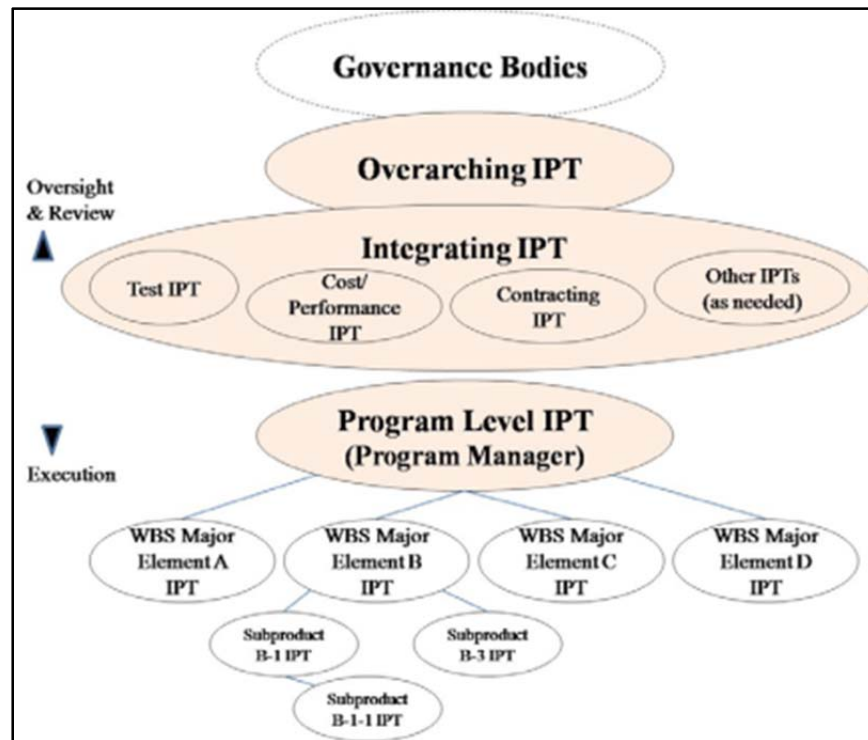 Governance Bodies
Overarching IPT
Oversight
& Review
Integrating IPT
Test IPT
Cost/
Performance
IPT
Contracting
IPT
Other IPTs
(as needed)
Program Level IPT
(Program Manager)
Execution
WBS Major
Element A
IPT
WBS Major
Element B
IPT
WBS Major
Element C
IPT
WBS Major
Element D
IPT
Subproduct
B-1 IPT
Subproduct
B-3 IPT
Subproduct
B-1-1 IPT